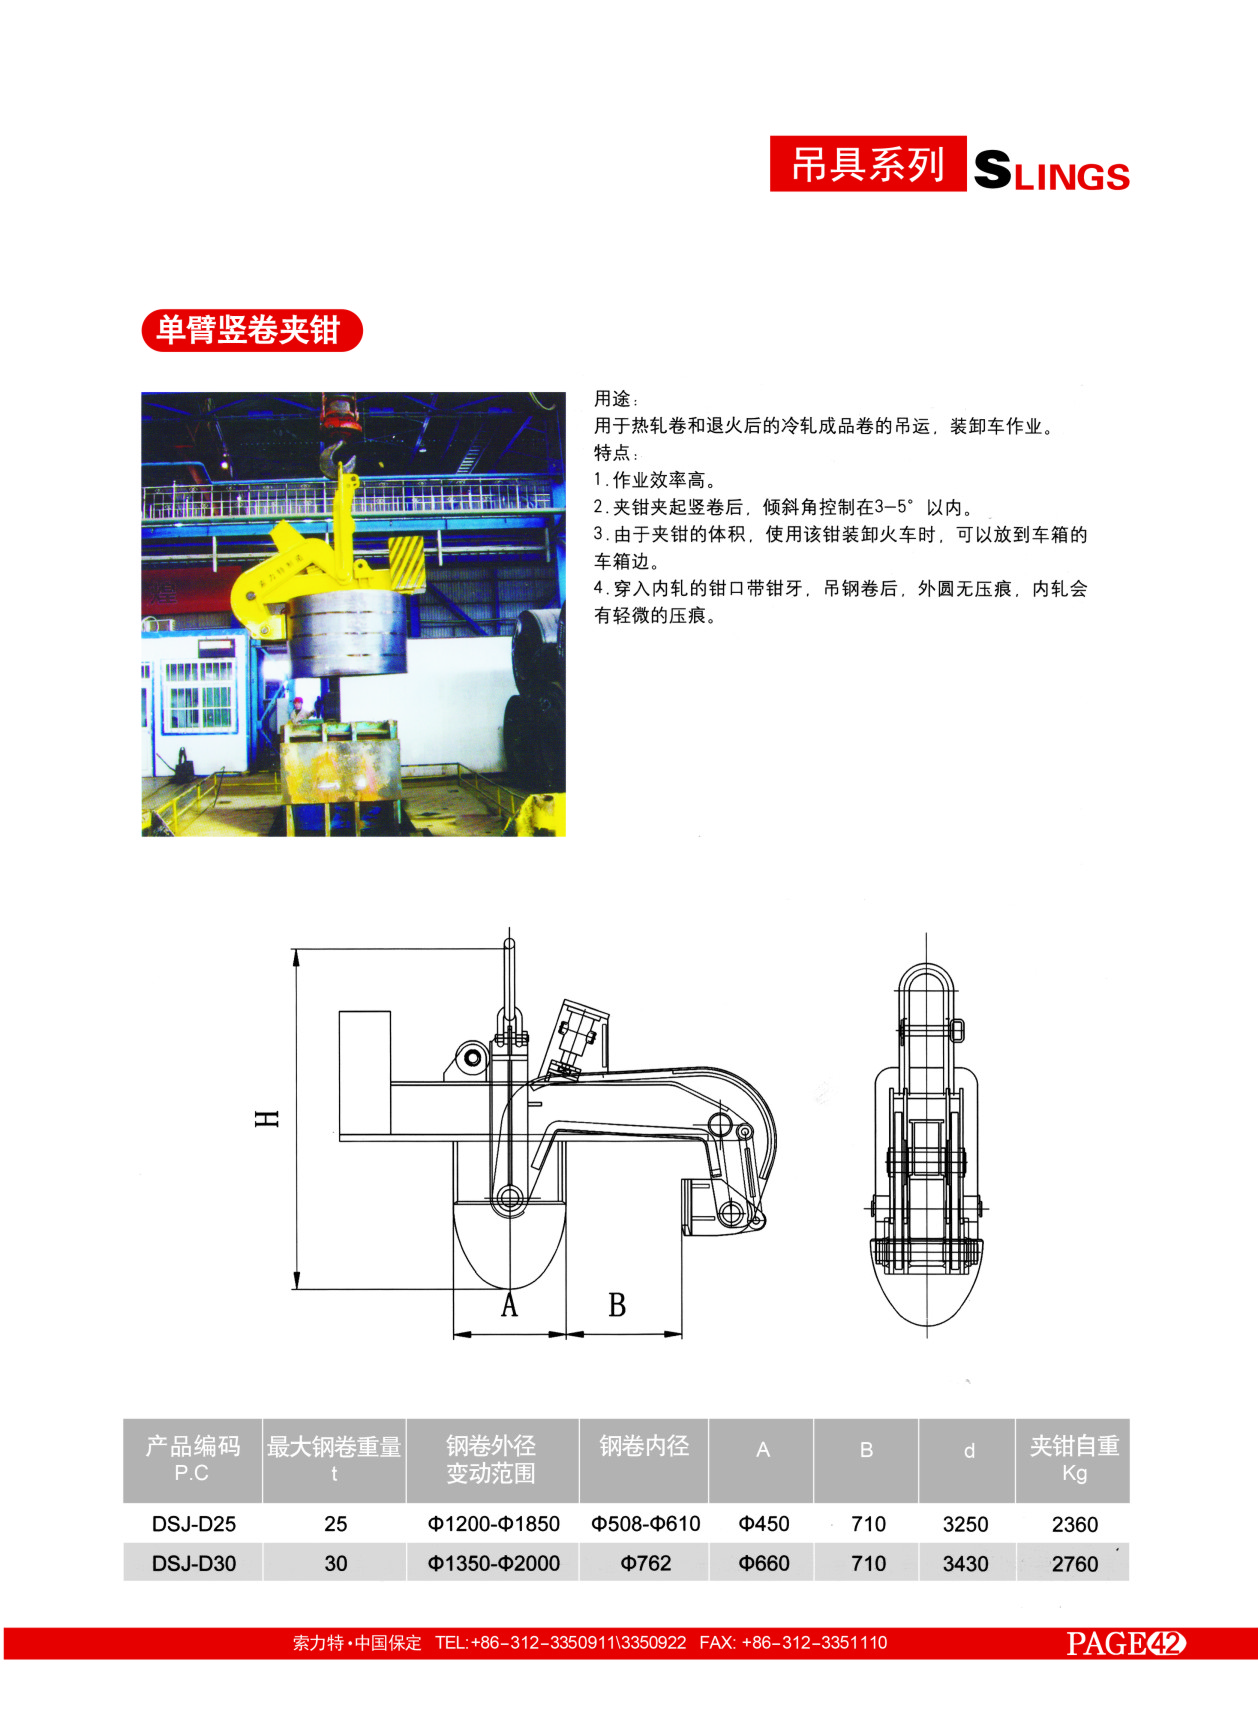 吊具系列 SLINGS
单臂竖卷夹钳
用途：
用于热轧卷和退火后的冷轧成品卷的吊运，装卸车作业。
特点：
1.作业效率高。
2.夹钳夹起竖卷后，倾斜角控制在3-5°以内。
3.由于夹钳的体积，使用该钳装卸火车时，可以放到车箱的
车箱边。
4.穿入内轧的钳口带钳牙，吊钢卷后，外圆无压痕，内轧会
有轻微的压痕。
索力特制造
H
A B
产品编码 最大钢卷重量 钢卷外径 钢卷内径 A B d 夹钳自重
P.C t 变动范围 Kg
DSJ-D25 25 Φ1200-Φ1850 Φ508-Φ610 Φ450 710 3250 2360
DSJ-D30 30 Φ1350-Φ2000 Φ762 Φ660 710 3430 2760
索力特·中国保定 TEL:+86-312-3350911\3350922 FAX: +86-312-3351110
PAGE 42